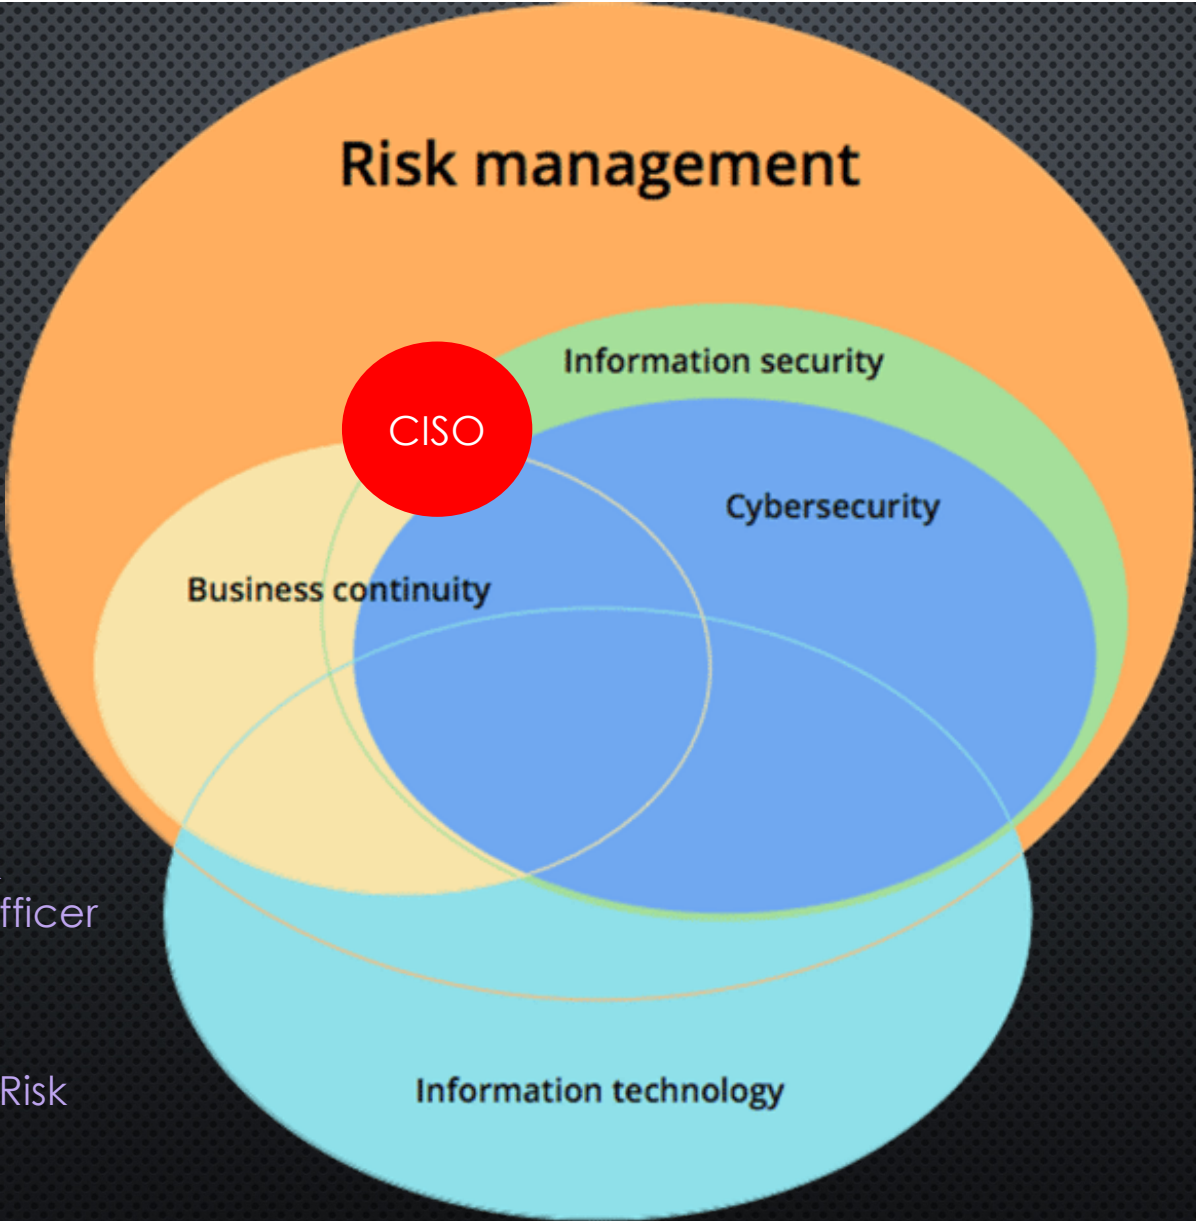 Risk management
Information security
CISO
Cybersecurity
Business continuity
fficer
Risk
Information technology